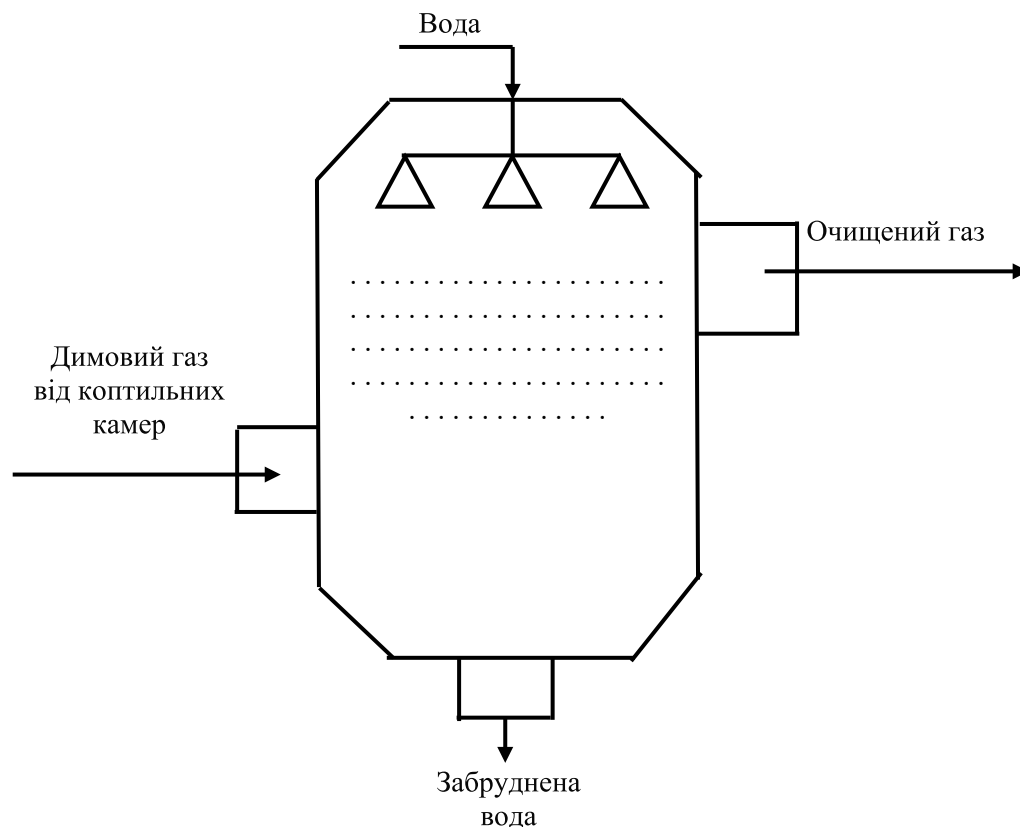 Вода
Очищений газ
Димовий газ
від коптильних
камер
Забруднена
вода